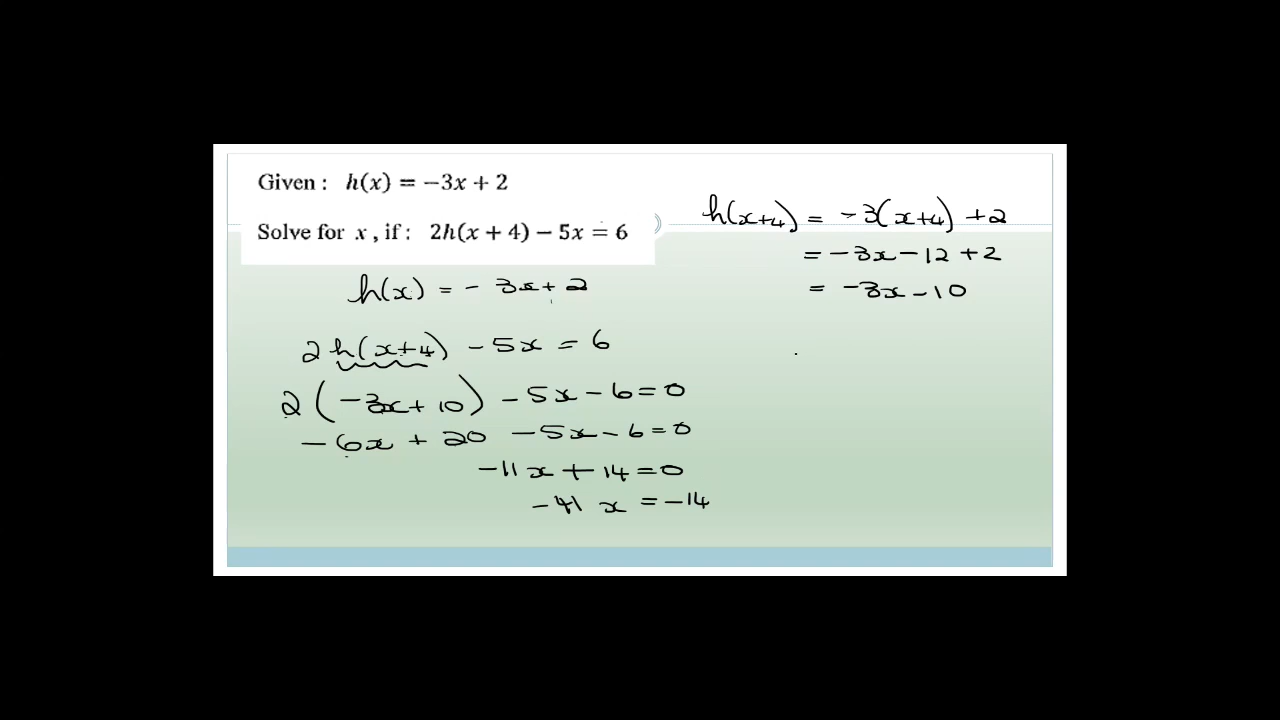 Given : h(x) = −3x + 2
Solve for x , if : 2h(x + 4) − 5x = 6
h(x) = - 3x + 2
2 h(x+4) - 5x = 6
2 ( -3x + 10 ) - 5x - 6 = 0
- 6x + 20 - 5x - 6 = 0
-11 x + 14 = 0
-11 x = -14
h(x+4) = -3(x+4) + 2
= -3x - 12 + 2
= -3x - 10